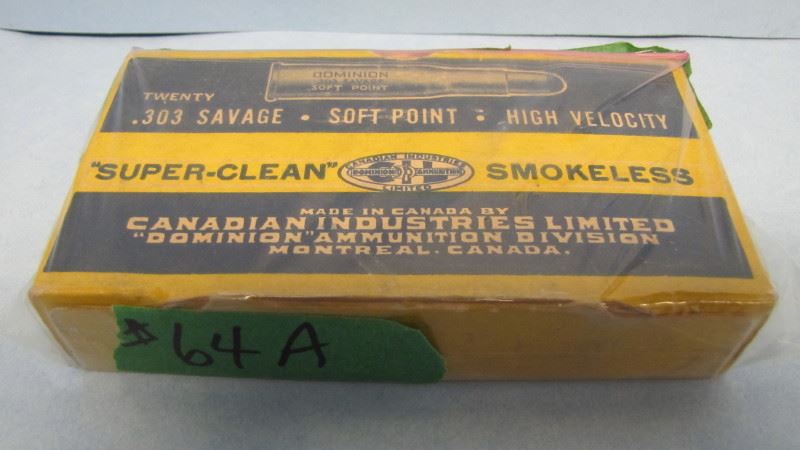 DOMINION
.303 SAVAGE
SOFT POINT
TWENTY
.303 SAVAGE • SOFT POINT • HIGH VELOCITY
"SUPER-CLEAN" SMOKELESS
CANADIAN INDUSTRIES
DOMINION AMMUNITION
LIMITED
MADE IN CANADA BY
CANADIAN INDUSTRIES LIMITED
"DOMINION" AMMUNITION DIVISION
MONTREAL. CANADA.
$64 A